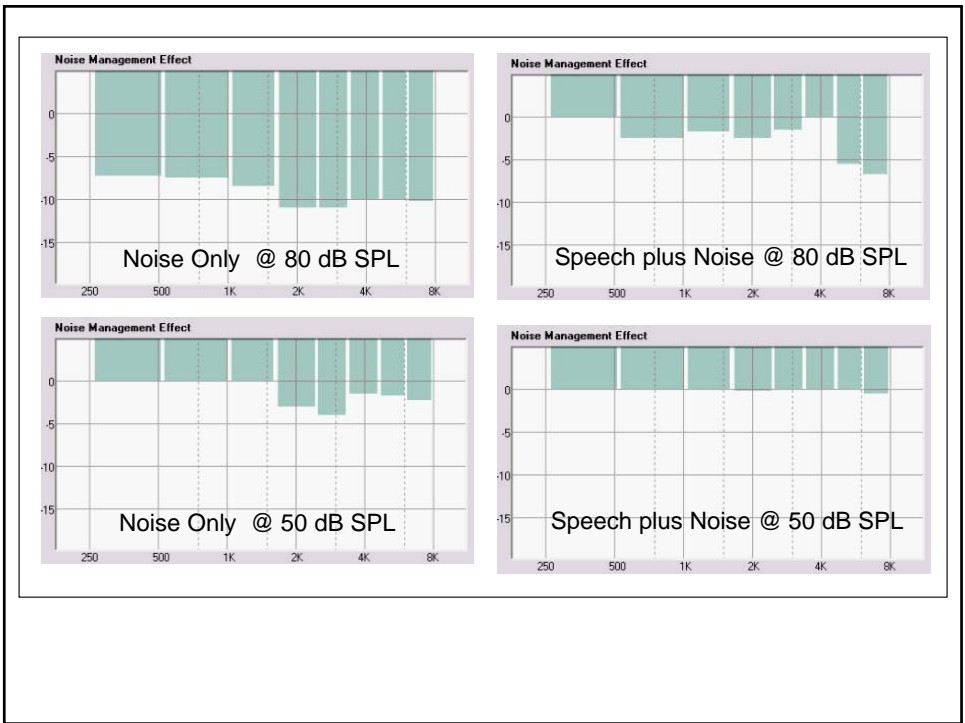 Noise Management Effect
0
-5
-10
-15
Noise Only @ 80 dB SPL
250 500 1K 2K 4K 8K
Noise Management Effect
0
-5
-10
-15
Speech plus Noise @ 80 dB SPL
250 500 1K 2K 4K 8K
Noise Management Effect
0
-5
-10
-15
Noise Only @ 50 dB SPL
250 500 1K 2K 4K 8K
Noise Management Effect
0
-5
-10
-15
Speech plus Noise @ 50 dB SPL
250 500 1K 2K 4K 8K